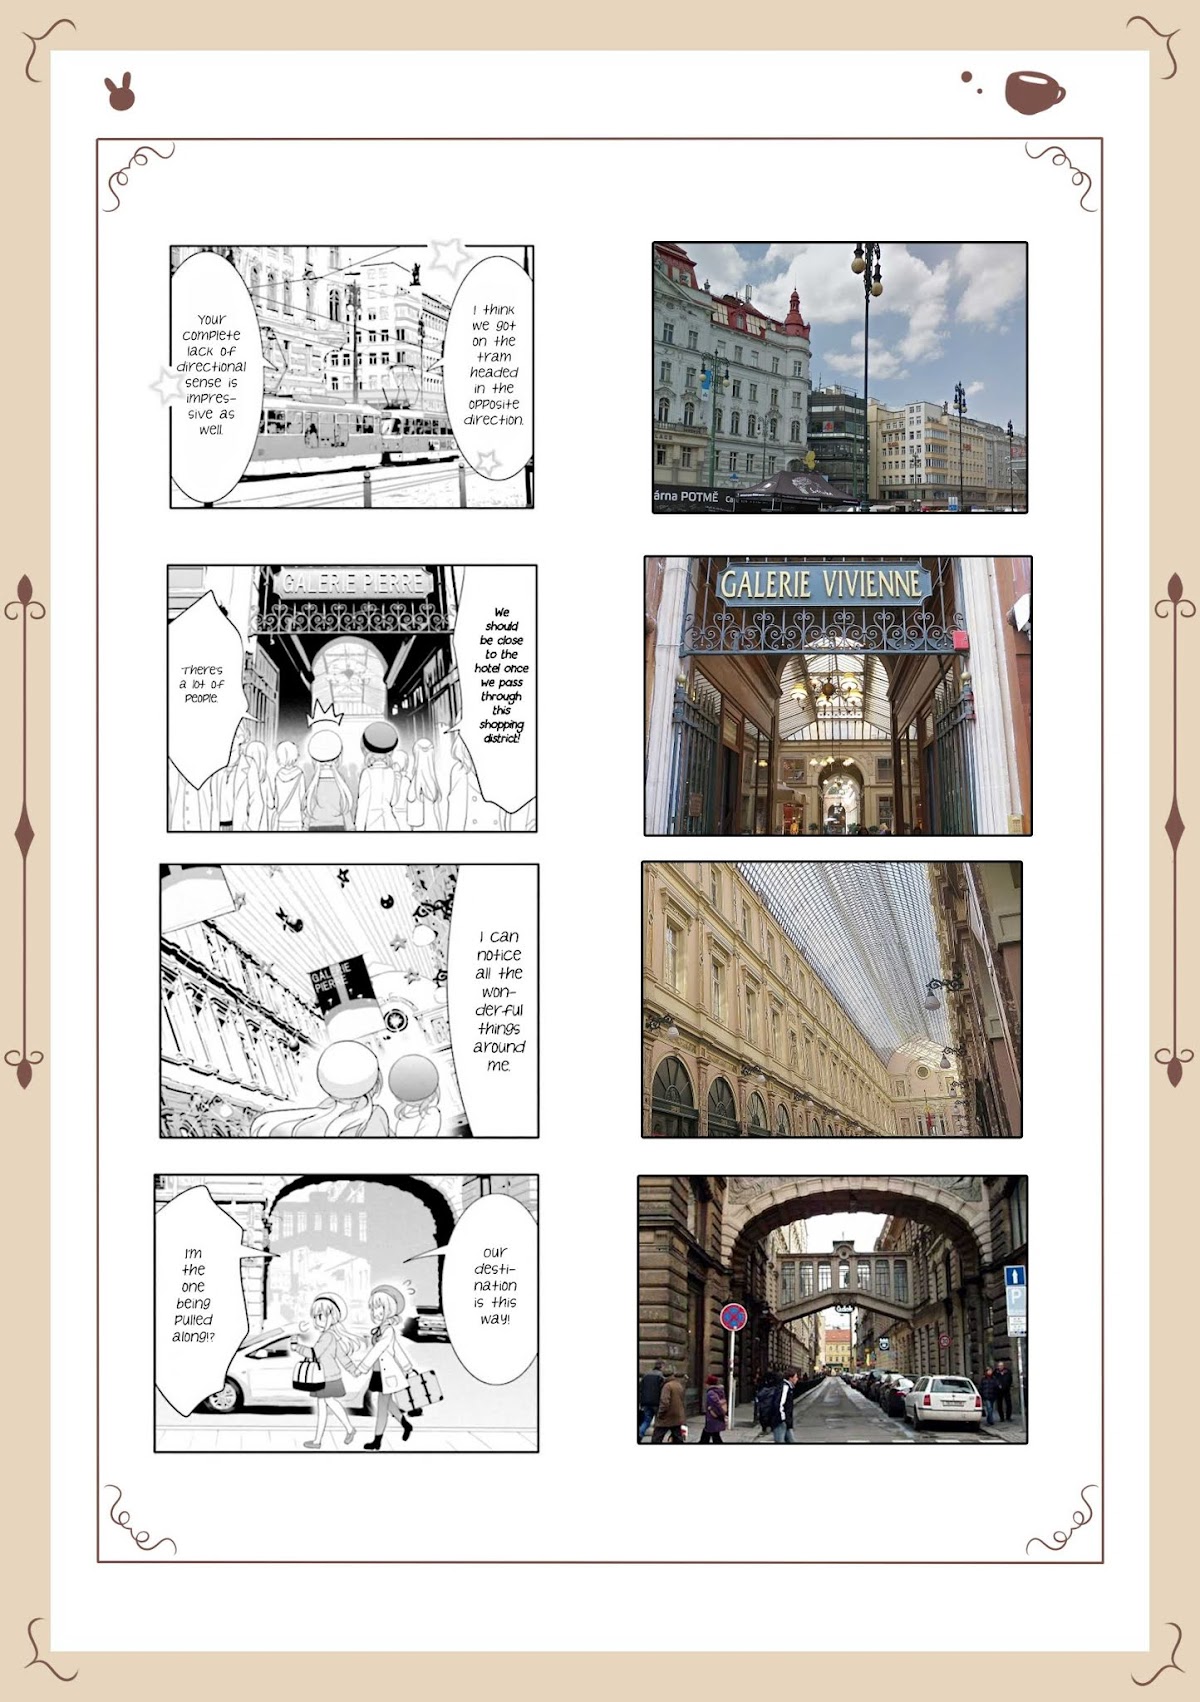 I think
we got
on the
tram
headed
in the
opposite
direction.
Your
complete
lack of
directional
sense is
impres-
sive as
well.
árna POTMĚ Ca
GALERIE PIERRE
We
should
be close
to the
hotel once
we pass
through
this
shopping
district!
There's
a lot of
people.
GALERIE VIVIENNE
I can
notice
all the
won-
derful
things
around
me.
GALERIE
PIERRE
Our
desti-
nation
is this
way!
I'm
the
one
being
pulled
along!?
P